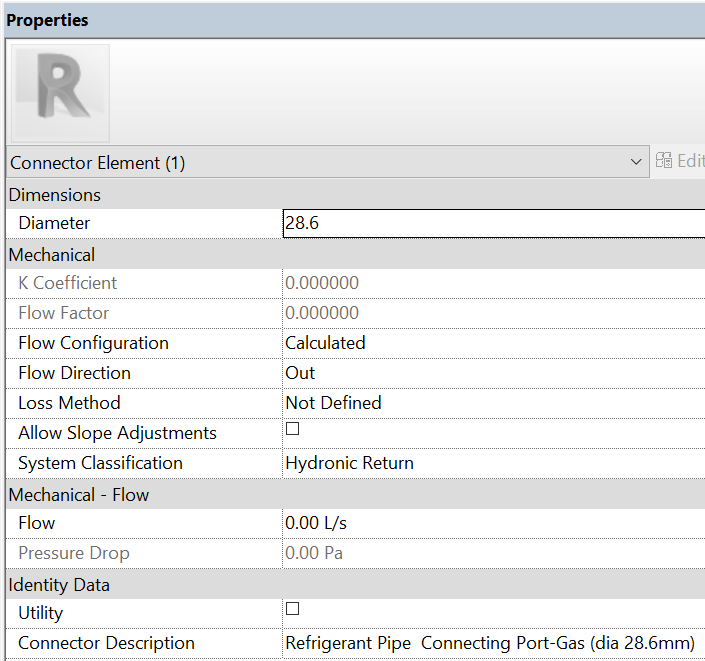 Properties
R
Connector Element (1)
Edit
Dimensions
Diameter 28.6
Mechanical
K Coefficient 0.000000
Flow Factor 0.000000
Flow Configuration Calculated
Flow Direction Out
Loss Method Not Defined
Allow Slope Adjustments
System Classification Hydronic Return
Mechanical - Flow
Flow 0.00 L/s
Pressure Drop 0.00 Pa
Identity Data
Utility
Connector Description Refrigerant Pipe  Connecting Port-Gas (dia 28.6mm)